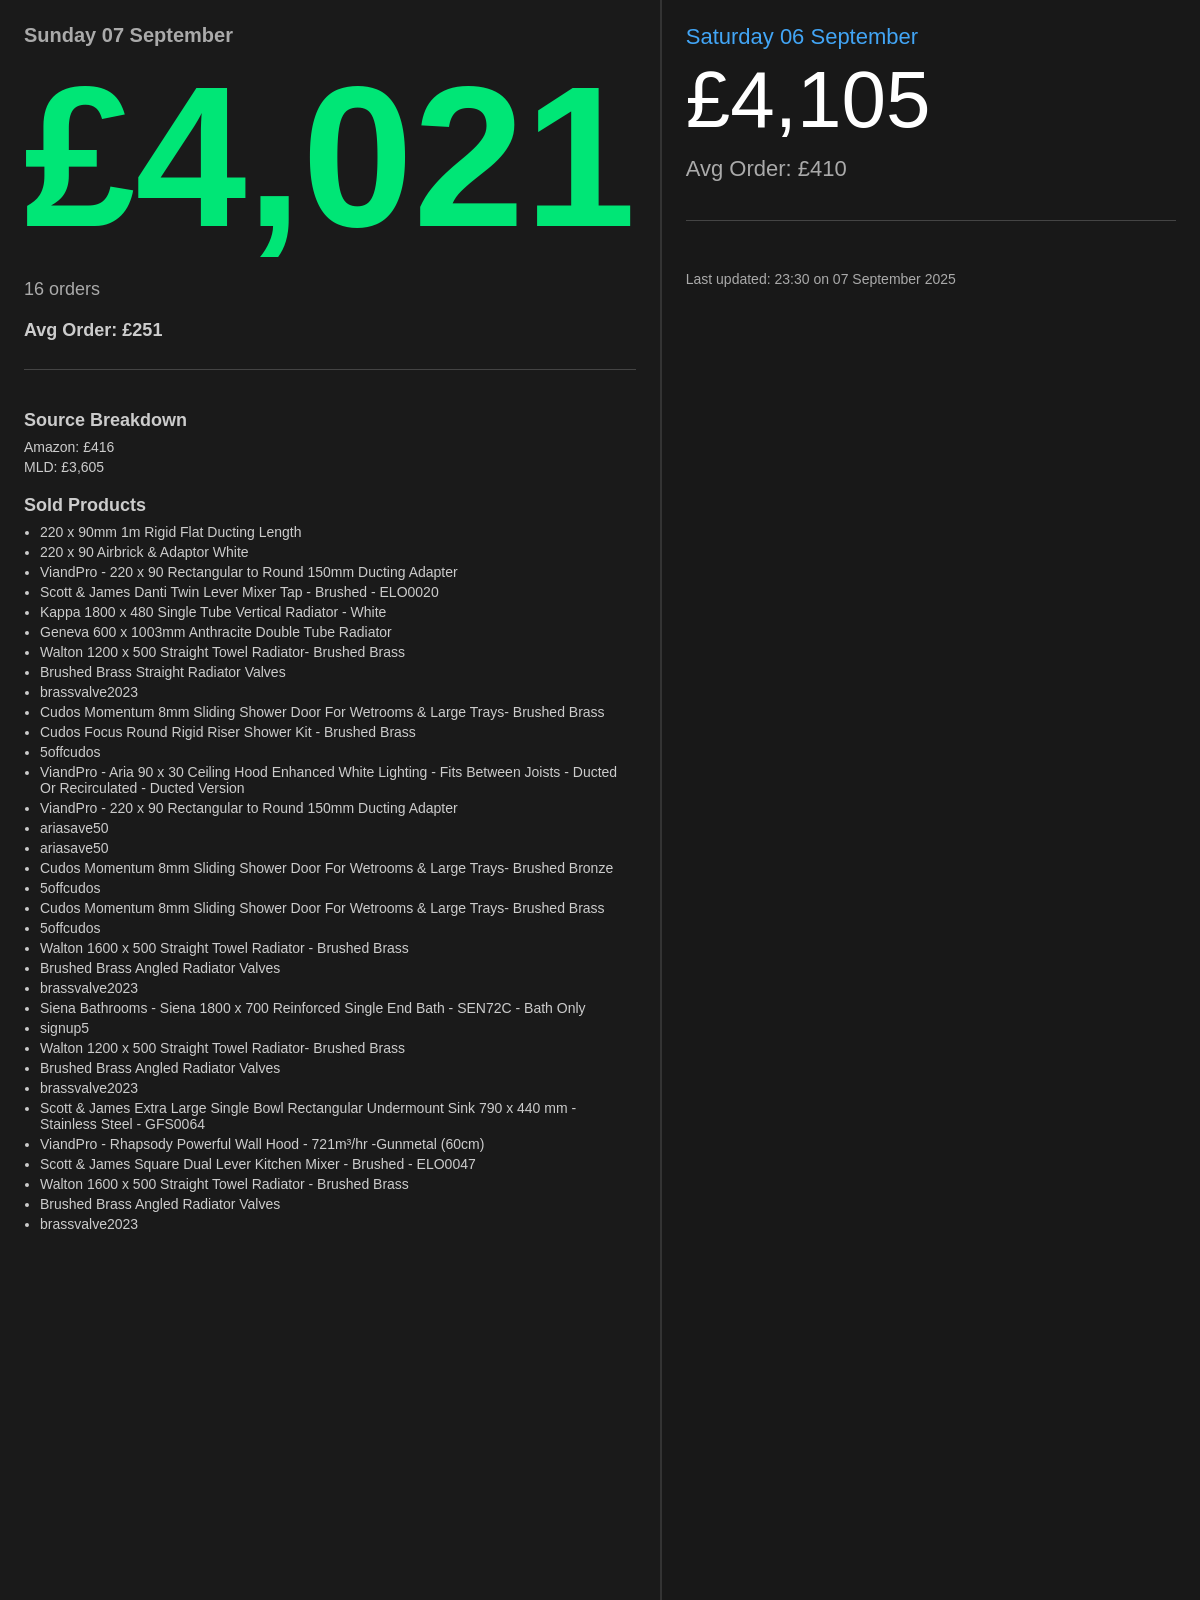 Sunday 07 September
£4,021
16 orders
Avg Order: £251
Source Breakdown
Amazon: £416
MLD: £3,605
Sold Products
220 x 90mm 1m Rigid Flat Ducting Length
220 x 90 Airbrick & Adaptor White
ViandPro - 220 x 90 Rectangular to Round 150mm Ducting Adapter
Scott & James Danti Twin Lever Mixer Tap - Brushed - ELO0020
Kappa 1800 x 480 Single Tube Vertical Radiator - White
Geneva 600 x 1003mm Anthracite Double Tube Radiator
Walton 1200 x 500 Straight Towel Radiator- Brushed Brass
Brushed Brass Straight Radiator Valves
brassvalve2023
Cudos Momentum 8mm Sliding Shower Door For Wetrooms & Large Trays- Brushed Brass
Cudos Focus Round Rigid Riser Shower Kit - Brushed Brass
5offcudos
ViandPro - Aria 90 x 30 Ceiling Hood Enhanced White Lighting - Fits Between Joists - Ducted
Or Recirculated - Ducted Version
ViandPro - 220 x 90 Rectangular to Round 150mm Ducting Adapter
ariasave50
ariasave50
Cudos Momentum 8mm Sliding Shower Door For Wetrooms & Large Trays- Brushed Bronze
5offcudos
Cudos Momentum 8mm Sliding Shower Door For Wetrooms & Large Trays- Brushed Brass
5offcudos
Walton 1600 x 500 Straight Towel Radiator - Brushed Brass
Brushed Brass Angled Radiator Valves
brassvalve2023
Siena Bathrooms - Siena 1800 x 700 Reinforced Single End Bath - SEN72C - Bath Only
signup5
Walton 1200 x 500 Straight Towel Radiator- Brushed Brass
Brushed Brass Angled Radiator Valves
brassvalve2023
Scott & James Extra Large Single Bowl Rectangular Undermount Sink 790 x 440 mm -
Stainless Steel - GFS0064
ViandPro - Rhapsody Powerful Wall Hood - 721m³/hr -Gunmetal (60cm)
Scott & James Square Dual Lever Kitchen Mixer - Brushed - ELO0047
Walton 1600 x 500 Straight Towel Radiator - Brushed Brass
Brushed Brass Angled Radiator Valves
brassvalve2023
Saturday 06 September
£4,105
Avg Order: £410
Last updated: 23:30 on 07 September 2025